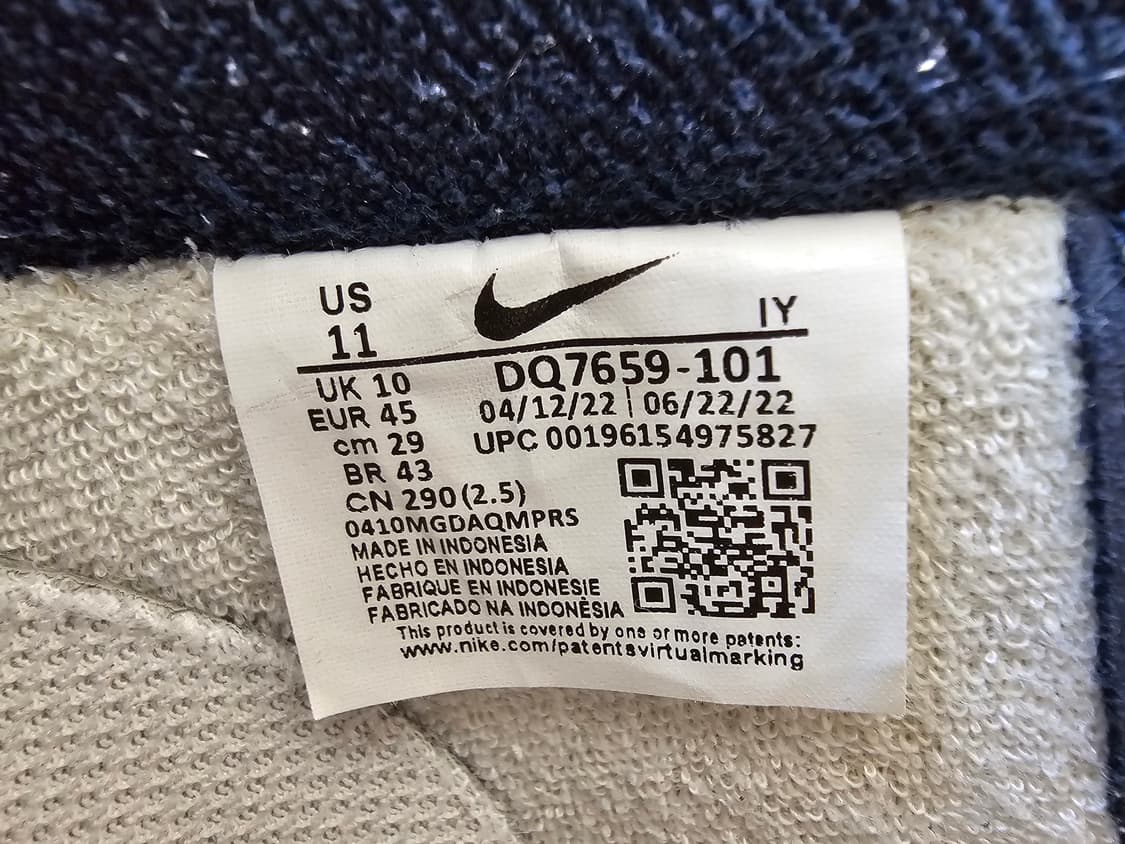 US
11
IY
UK 10
DQ7659-101
EUR 45
04/12/22 | 06/22/22
cm 29
UPC 00196154975827
BR 43
CN 290(2.5)
0410MGDAQMPRS
MADE IN INDONESIA
HECHO EN INDONESIA
FABRIQUE EN INDONESIE
FABRICADO NA INDONÉSIA
This product is covered by one or more patents:
www.nike.com/patentsvirtualmarking